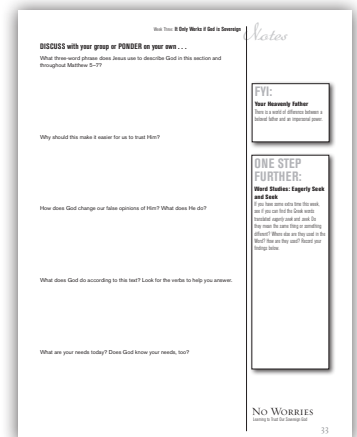 Week Three: It Only Works if God is Sovereign
Notes
DISCUSS with your group or PONDER on your own . . .
What three-word phrase does Jesus use to describe God in this section and
throughout Matthew 5–7?
FYI:
Your Heavenly Father
There is a world of difference between a
beloved father and an impersonal power.
Why should this make it easier for us to trust Him?
ONE STEP
FURTHER:
Word Studies: Eagerly Seek
and Seek
If you have some extra time this week,
see if you can find the Greek words
translated eagerly seek and seek. Do
they mean the same thing or something
different? Where else are they used in the
Word? How are they used? Record your
findings below.
How does God change our false opinions of Him? What does He do?
What does God do according to this text? Look for the verbs to help you answer.
What are your needs today? Does God know your needs, too?
NO WORRIES
Learning to Trust Our Sovereign God
33